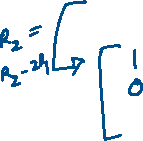 R₂ =
R₂-2R₁
1
0